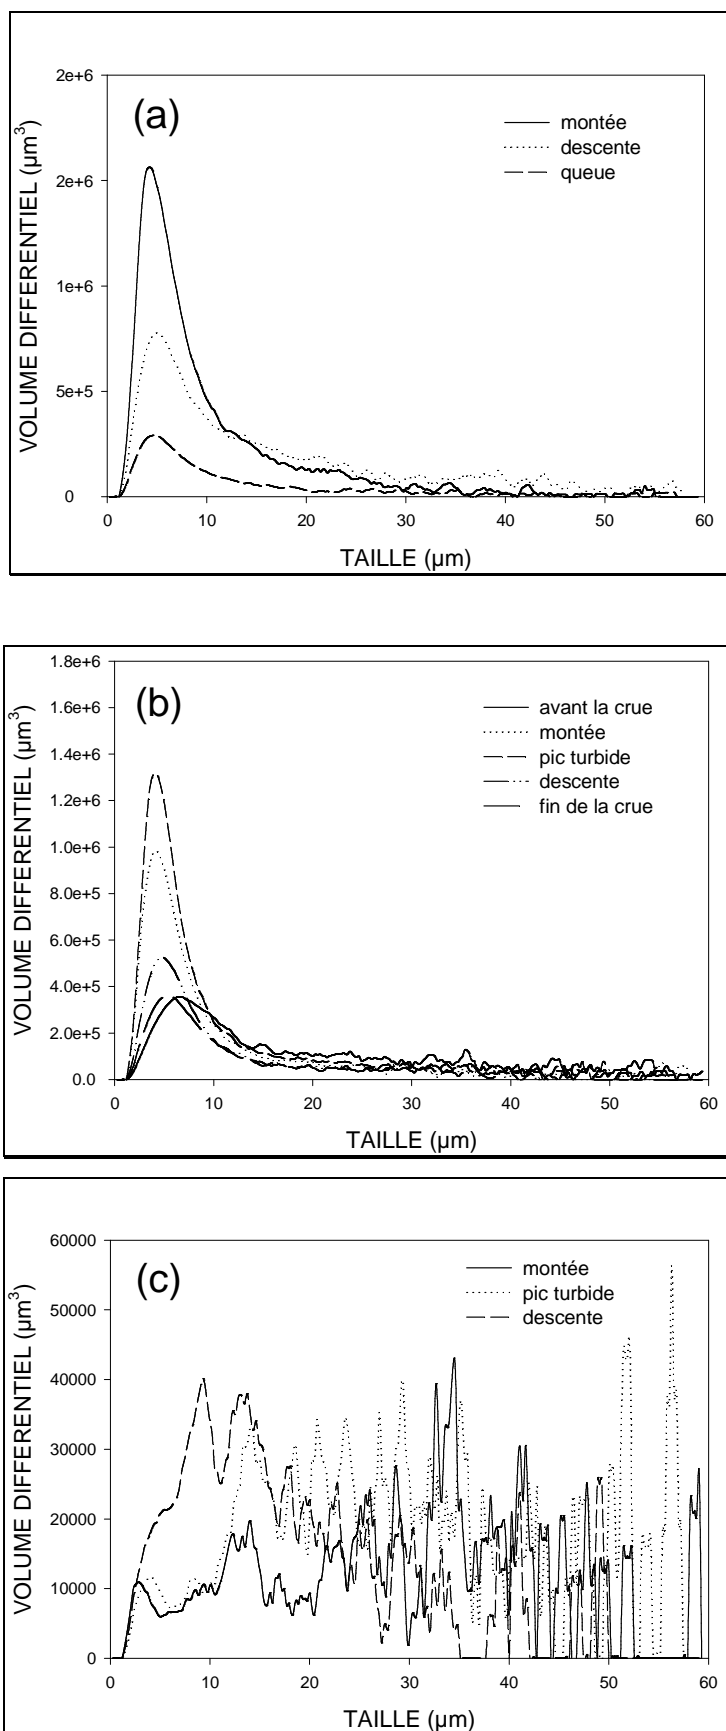 (a)
2e+6
2e+6
1e+6
5e+5
0
VOLUME DIFFERENTIEL (µm³)
montée
descente
queue
0 10 20 30 40 50 60
TAILLE (µm)
(b)
1.8e+6
1.6e+6
1.4e+6
1.2e+6
1.0e+6
8.0e+5
6.0e+5
4.0e+5
2.0e+5
0.0
VOLUME DIFFERENTIEL (µm³)
avant la crue
montée
pic turbide
descente
fin de la crue
0 10 20 30 40 50 60
TAILLE (µm)
(c)
60000
50000
40000
30000
20000
10000
0
VOLUME DIFFERENTIEL (µm³)
montée
pic turbide
descente
0 10 20 30 40 50 60
TAILLE (µm)